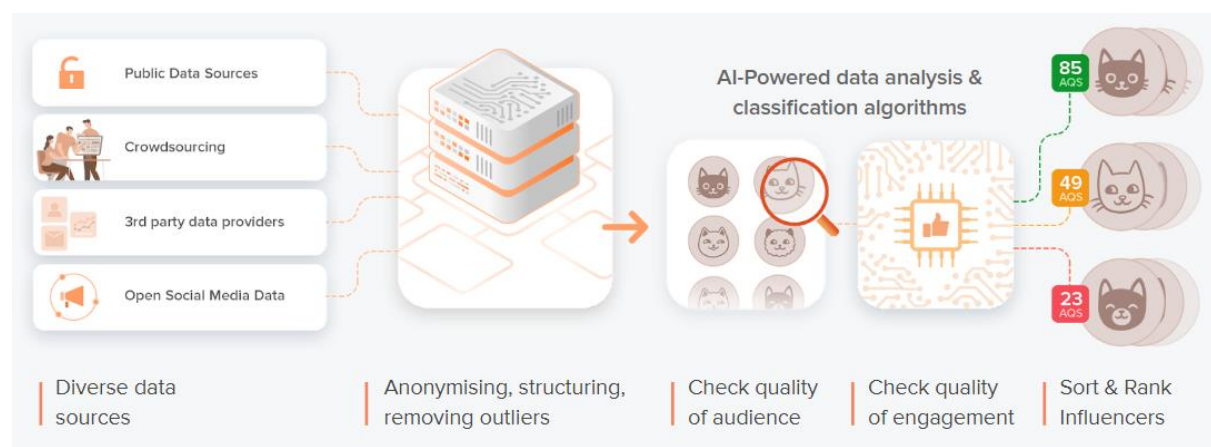 Public Data Sources
Crowdsourcing
3rd party data providers
Open Social Media Data
AI-Powered data analysis &
classification algorithms
85
AQS
49
AQS
23
AQS
Diverse data
sources
Anonymising, structuring,
removing outliers
Check quality
of audience
Check quality
of engagement
Sort & Rank
Influencers